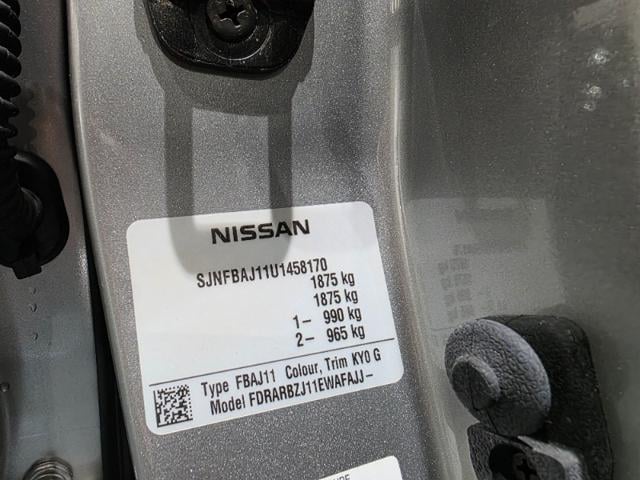 NISSAN
SJNFBAJ11U1458170
1875 kg
1875 kg
1– 990 kg
2– 965 kg
Type FBAJ11 Colour, Trim KY0 G
Model FDRARBZJ11EWAFAJJ–